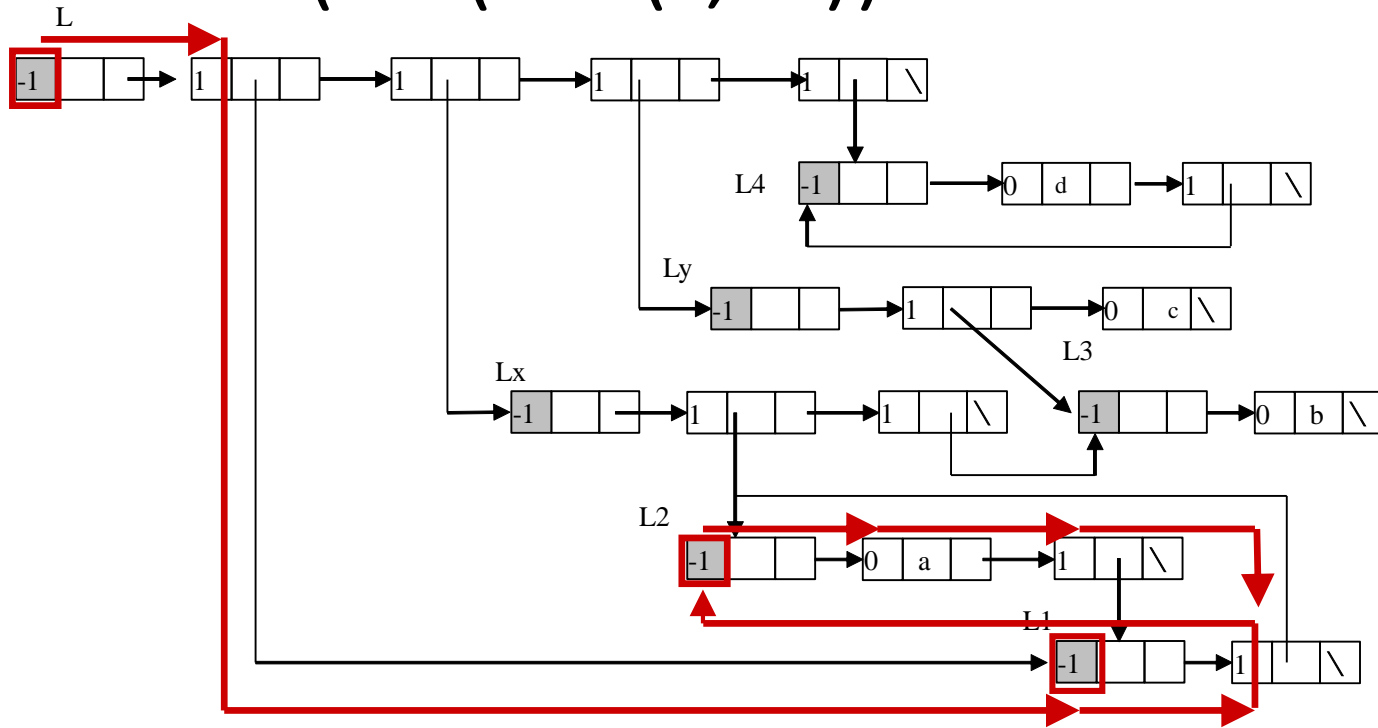 L
-1 1 1 1 1 \
L4 -1 0 d 1 \
Ly
-1 1 0 c \
L3
Lx
-1 1 1 \ -1 0 b \
L2
-1 0 a 1 \
L1
-1 1 \